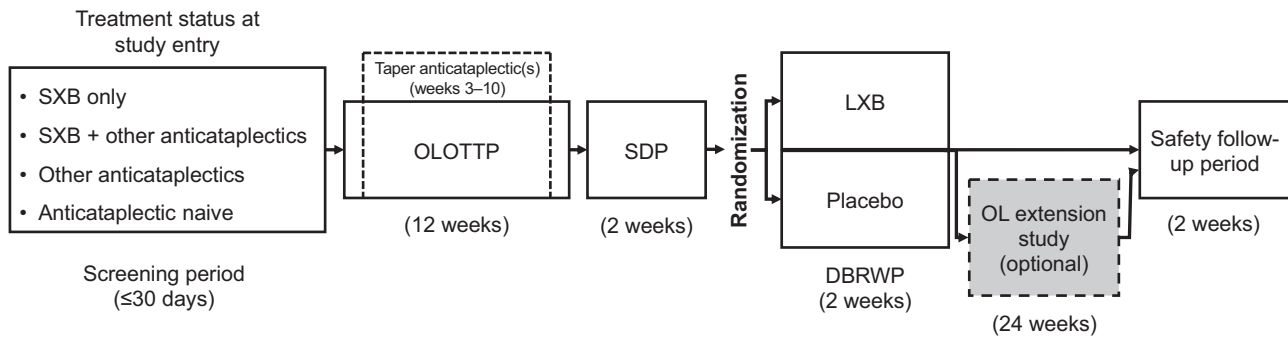 Treatment status at
study entry
• SXB only
• SXB + other anticataplectics
• Other anticataplectics
• Anticataplectic naive
Screening period
(≤30 days)
Taper anticataplectic(s)
(weeks 3–10)
OLOTTP
(12 weeks)
SDP
(2 weeks)
Randomization
LXB
Placebo
DBRWP
(2 weeks)
OL extension
study
(optional)
(24 weeks)
Safety follow-
up period
(2 weeks)